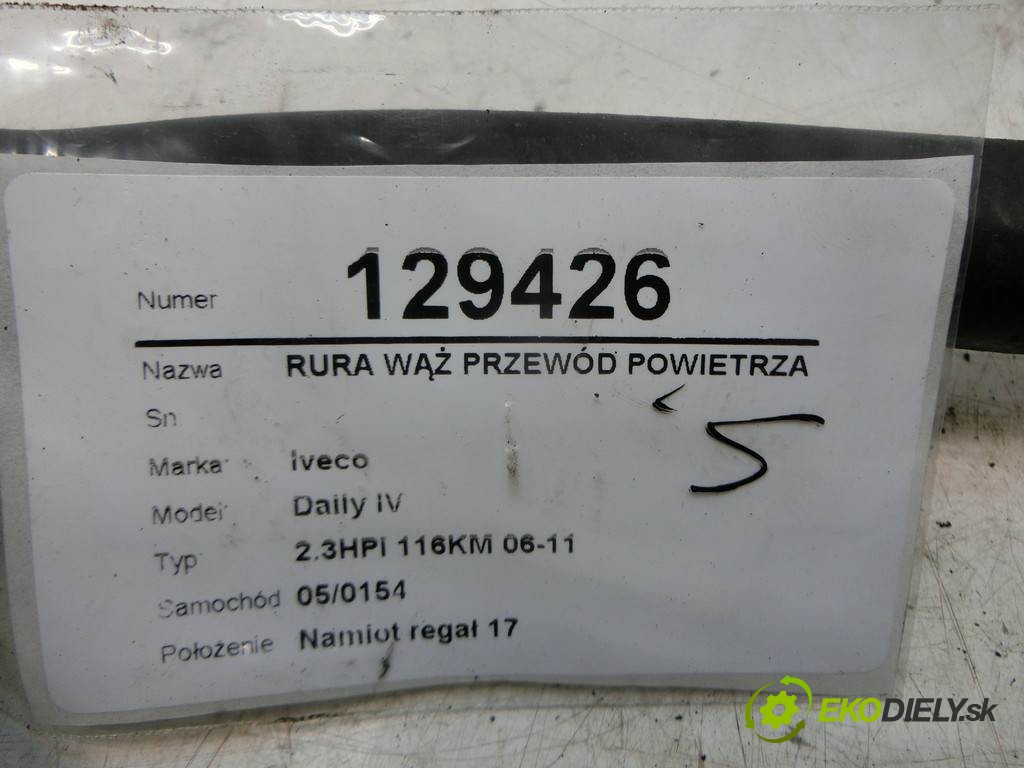 Numer 129426
Nazwa RURA WĄŻ PRZEWÓD POWIETRZA
Sn
5
Marka Iveco
Model Daily IV
Typ 2.3HPI 116KM 06-11
Samochód 05/0154
Położenie Namiot regał 17
EKODIELY.sk